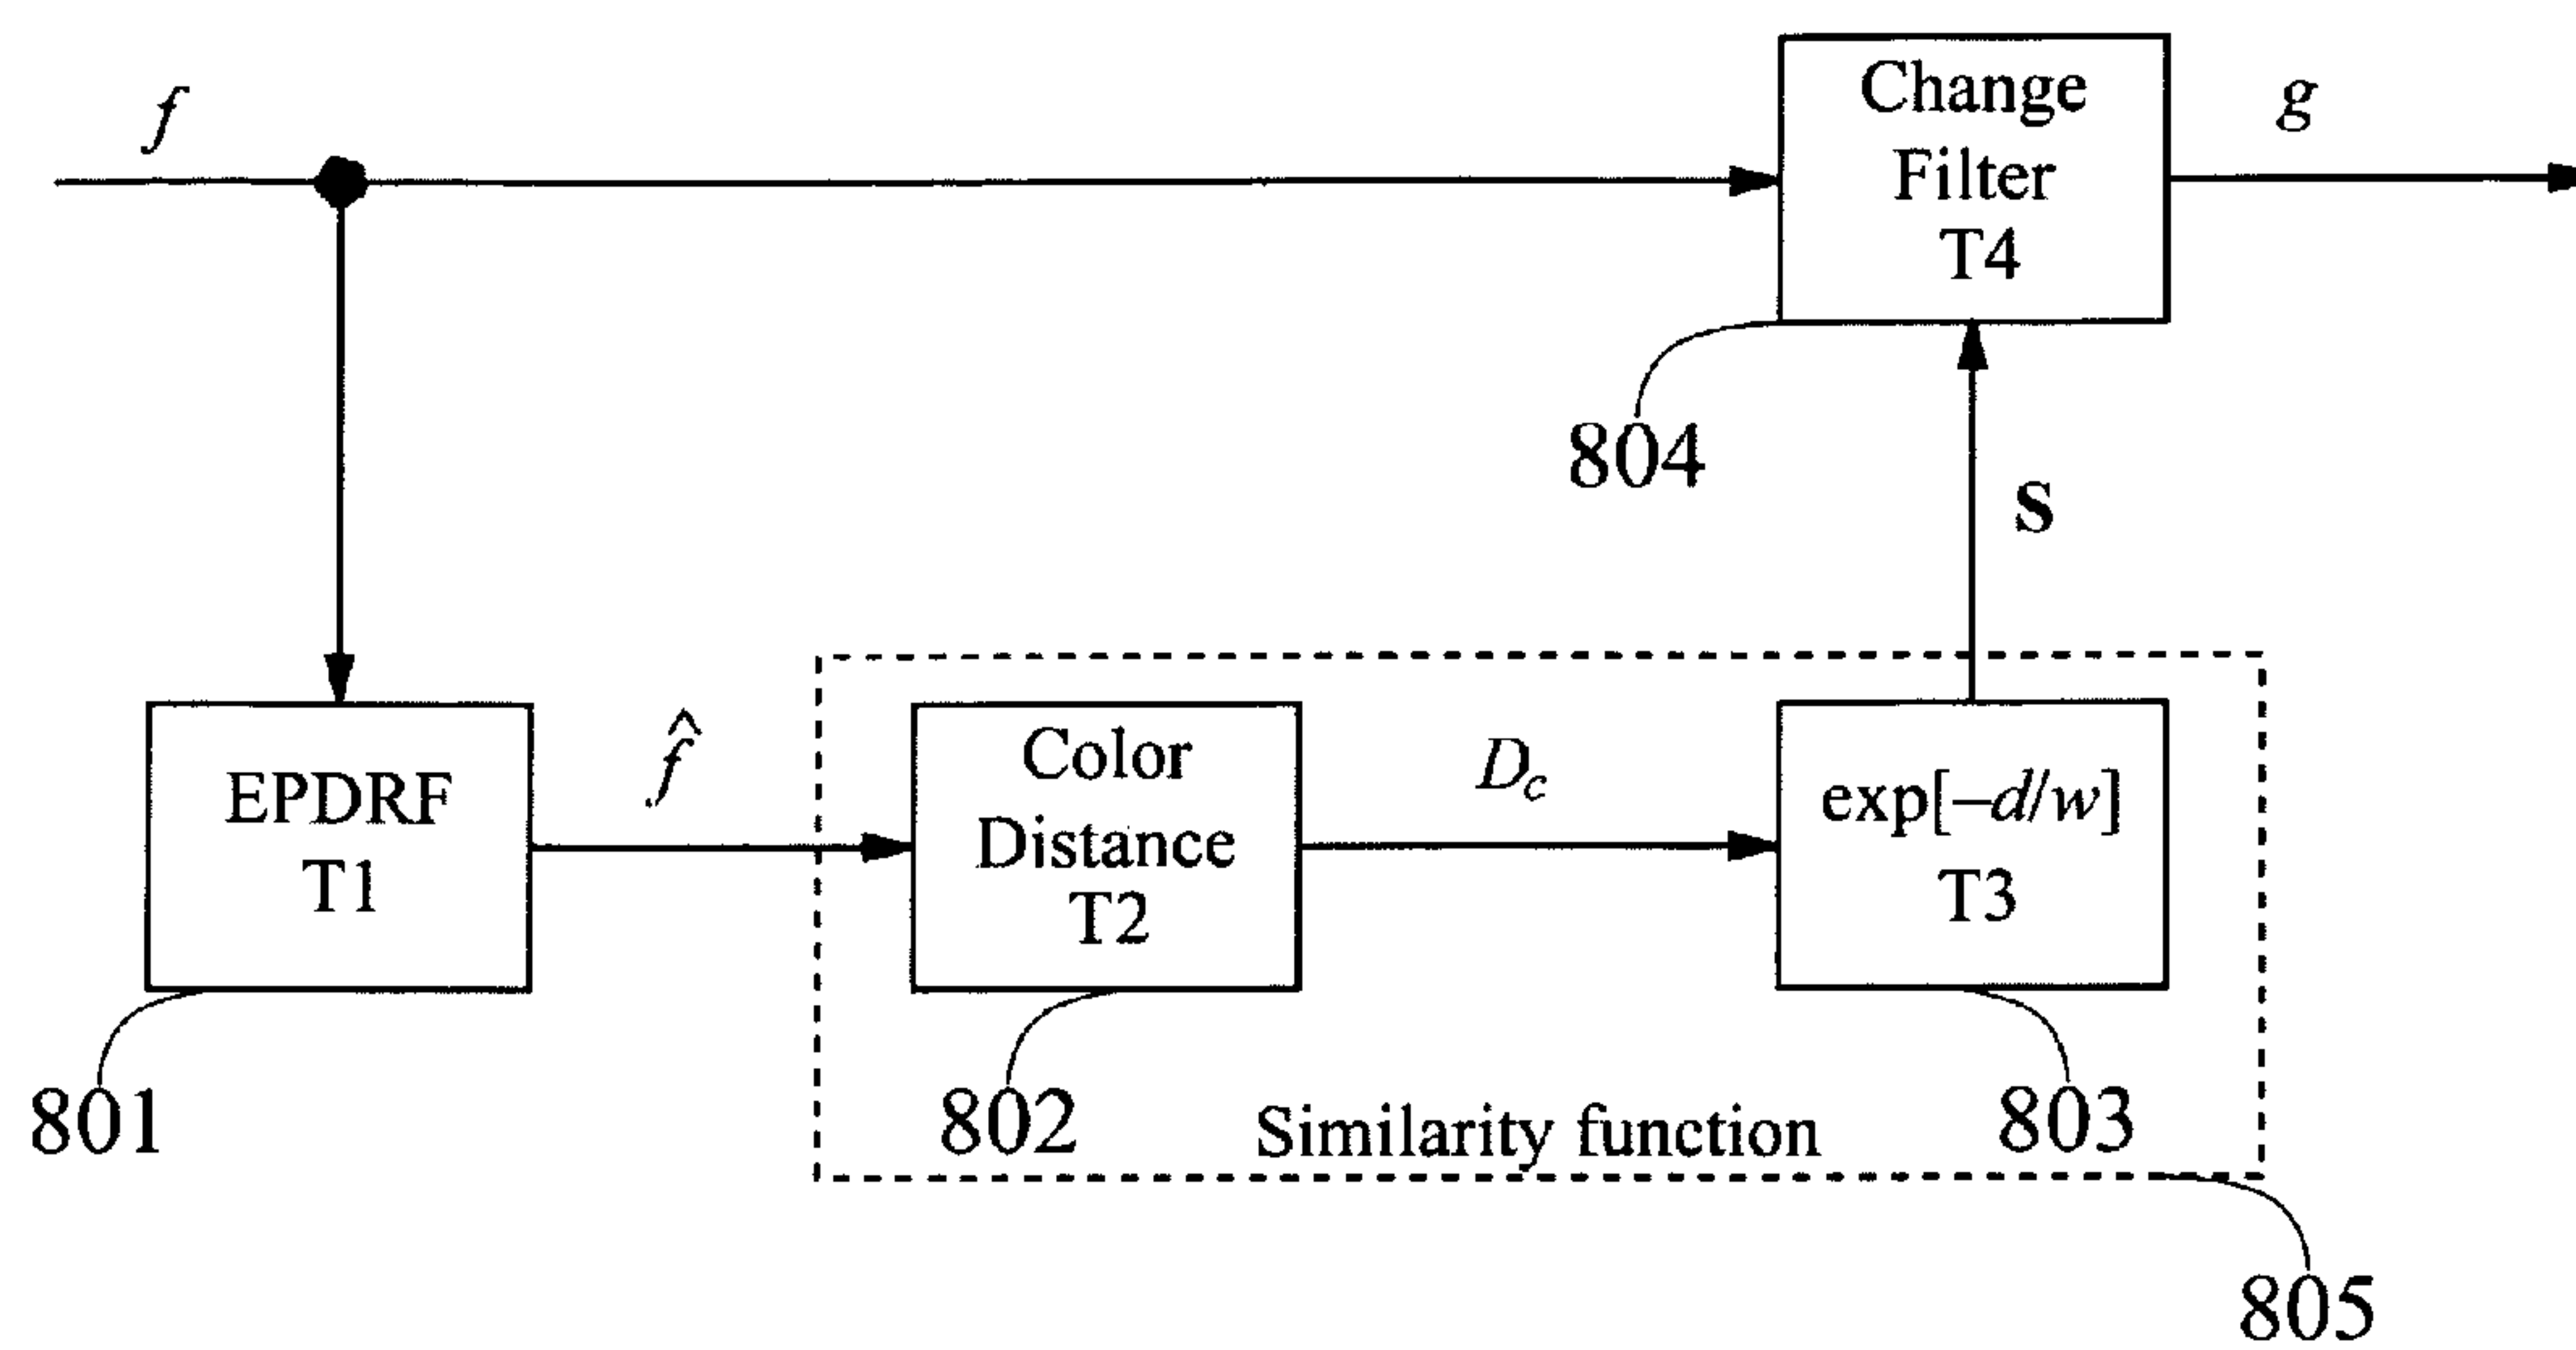 f
Change
Filter
T4
g
804
S
EPDRF
T1
f̂
Color
Distance
T2
D_c
exp[–d/w]
T3
801
802
Similarity function
803
805